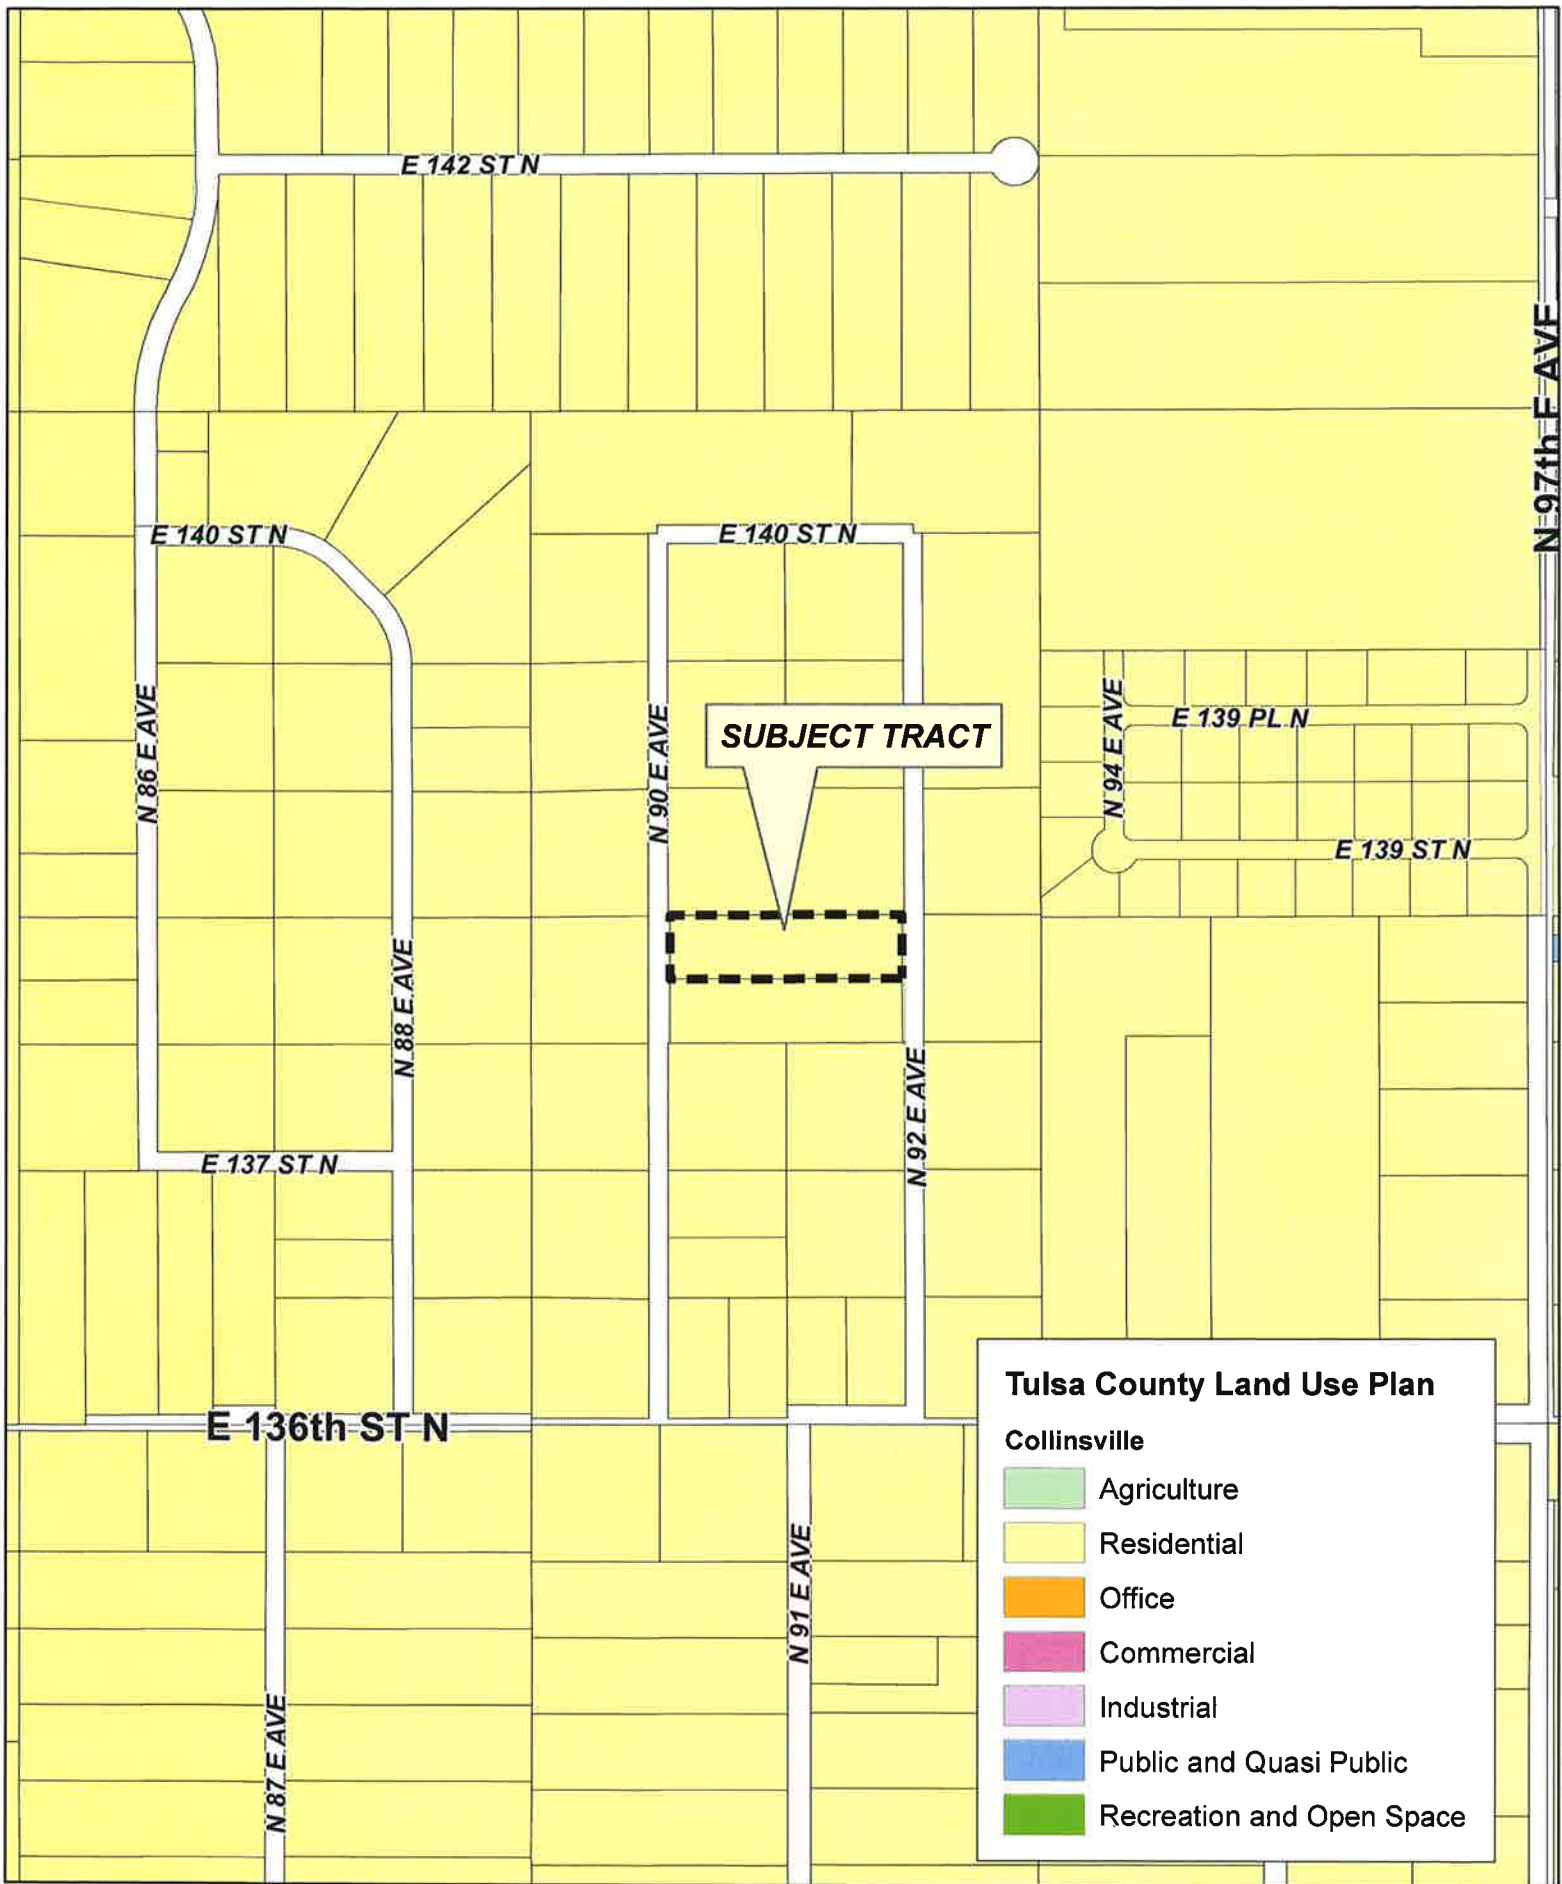 E 142 ST N
N 97th E AVE
E 140 ST N
E 140 ST N
N 86 E AVE
N 90 E AVE
SUBJECT TRACT
N 94 E AVE
E 139 PL N
E 139 ST N
N 88 E AVE
N 92 E AVE
E 137 ST N
E 136th ST N
N 91 E AVE
N 87 E AVE
Tulsa County Land Use Plan
Collinsville
Agriculture
Residential
Office
Commercial
Industrial
Public and Quasi Public
Recreation and Open Space